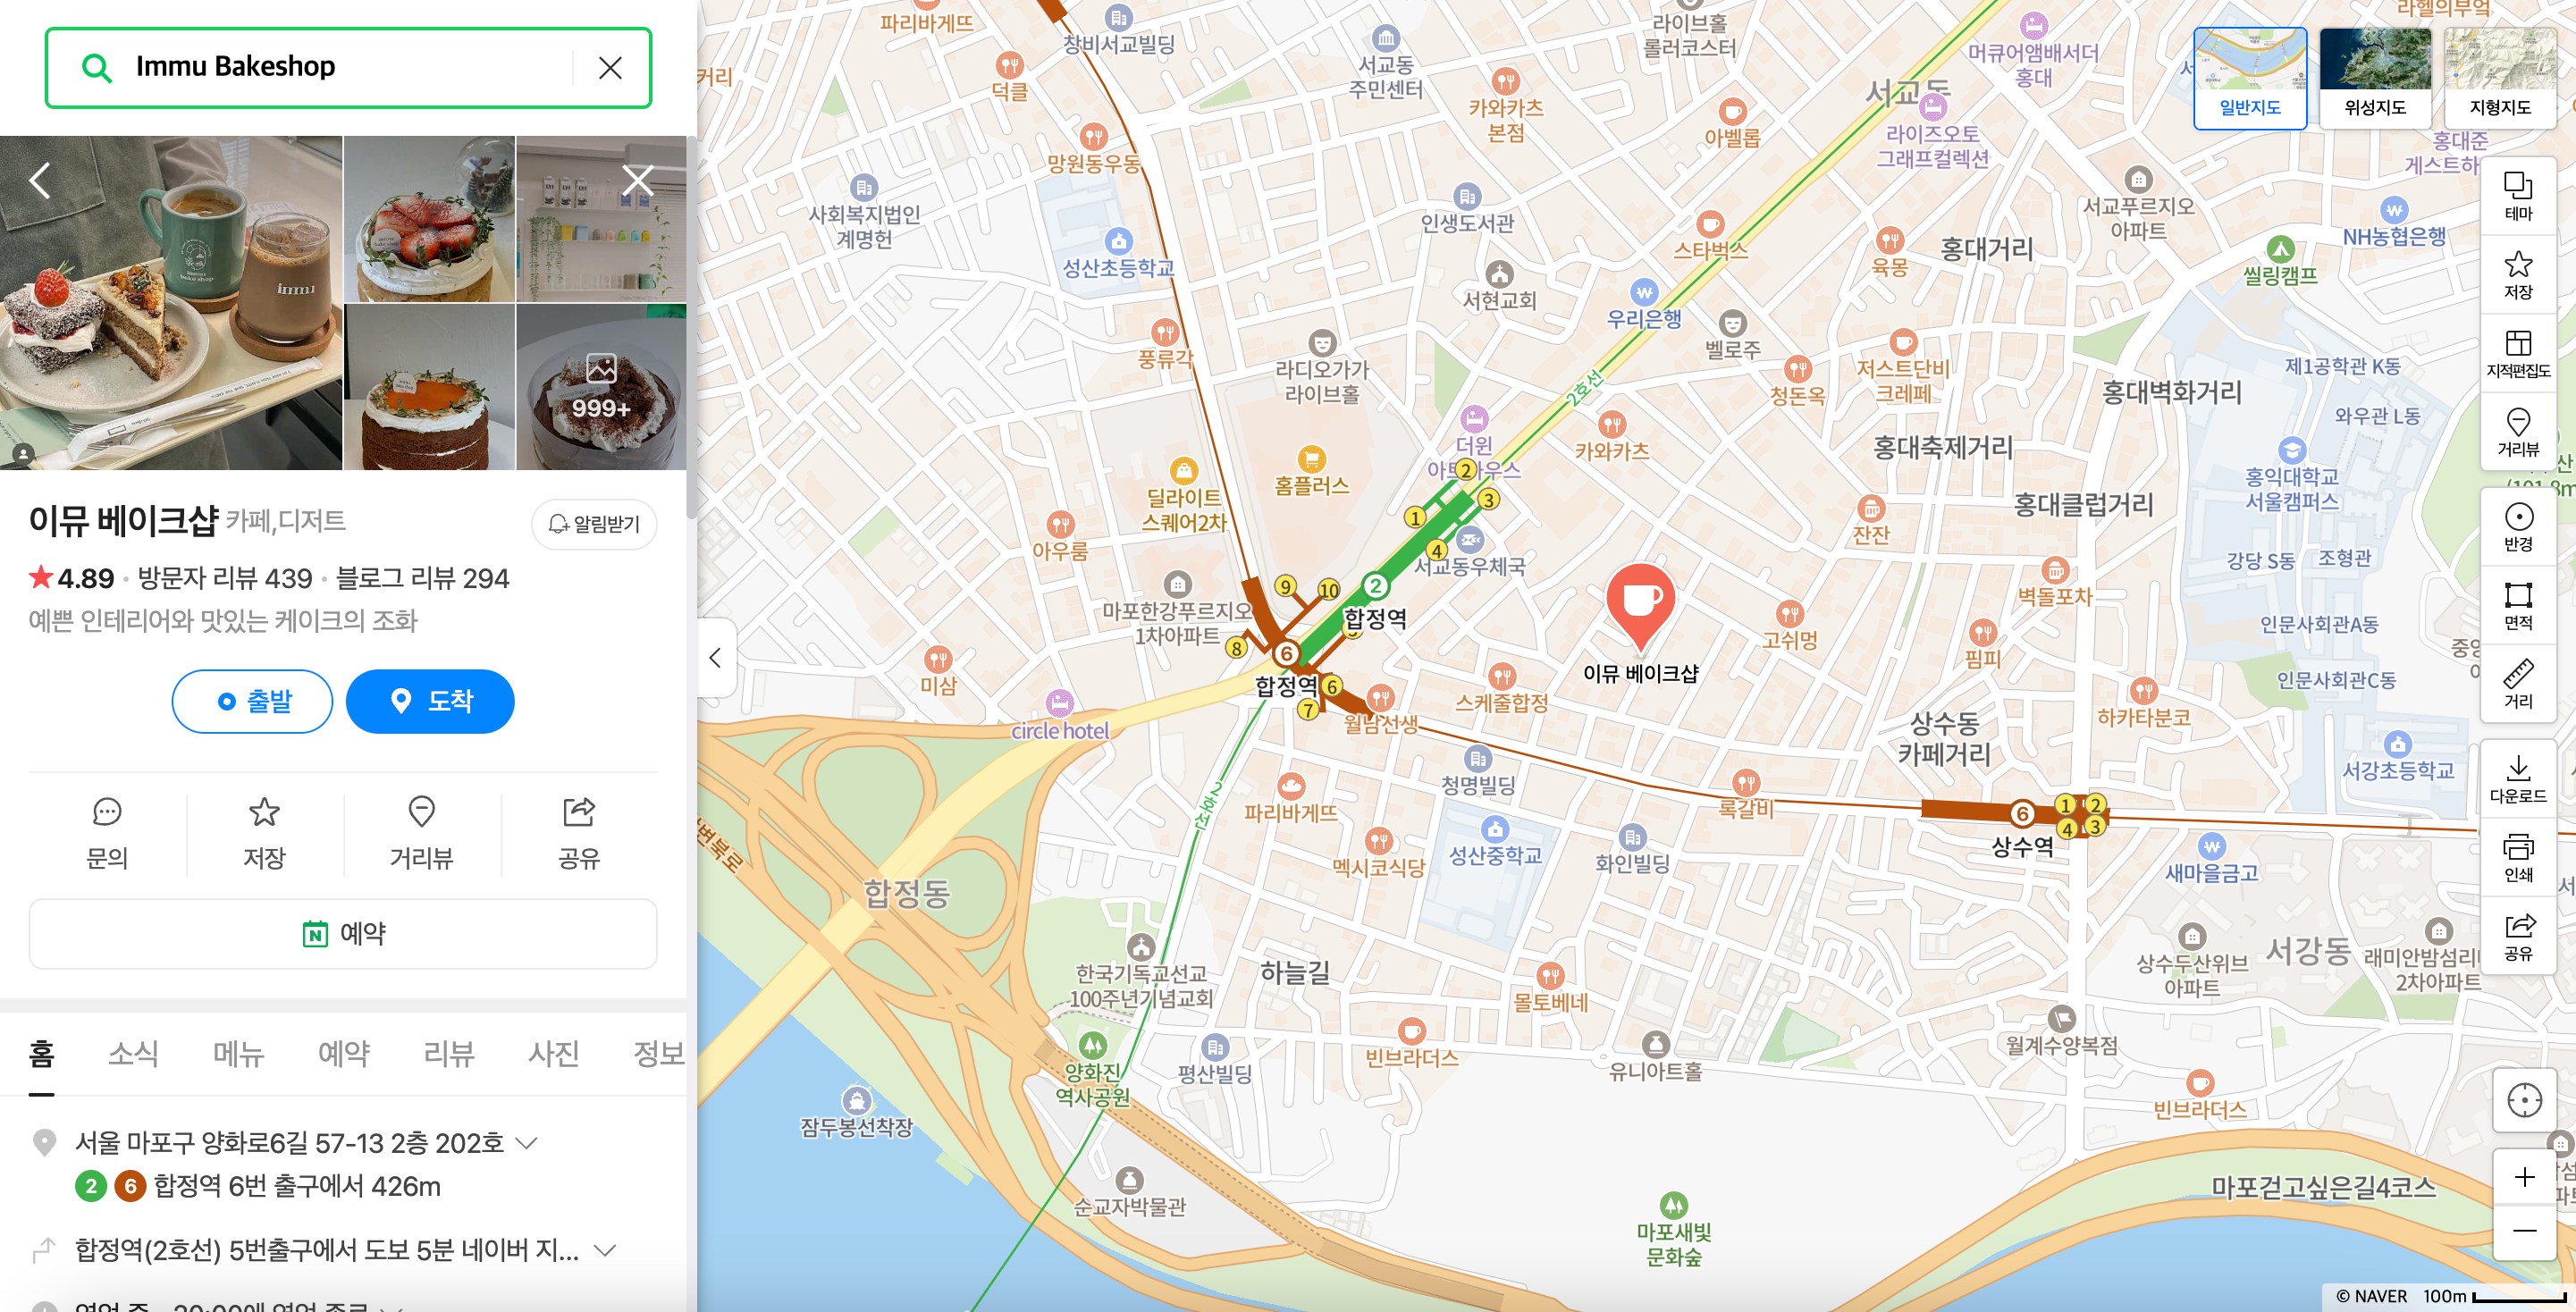 Immu Bakeshop
immu
999+
이뮤 베이크샵 카페,디저트
알림받기
4.89 · 방문자 리뷰 439 · 블로그 리뷰 294
예쁜 인테리어와 맛있는 케이크의 조화
출발
도착
문의
저장
거리뷰
공유
예약
홈
소식
메뉴
예약
리뷰
사진
정보
서울 마포구 양화로6길 57-13 2층 202호
2 6 합정역 6번 출구에서 426m
합정역(2호선) 5번출구에서 도보 5분 네이버 지...
파리바게뜨
창비서교빌딩
덕클
망원동우동
사회복지법인
계명헌
성산초등학교
풍류각
서교동
주민센터
카와카츠
본점
인생도서관
서현교회
라디오가가
라이브홀
라이브홀
롤러코스터
아벨롭
스타벅스
우리은행
벨로주
서교동
머큐어앰배서더
홍대
라이즈오토
그래프컬렉션
육몽
홍대거리
서교푸르지오
아파트
NH농협은행
씰링캠프
라헬의부엌
일반지도
위성지도
지형지도
홍대준
게스트하
테마
저장
지적편집도
거리뷰
반경
면적
거리
다운로드
인쇄
공유
2호선
청돈옥
저스트단비
크레페
홍대벽화거리
제1공학관 K동
와우관 L동
홍익대학교
서울캠퍼스
강당 S동
조형관
인문사회관A동
인문사회관C동
홍대축제거리
홍대클럽거리
더윈
카와카츠
홈플러스
딜라이트
스퀘어2차
아우룸
1
2
3
4
서교동우체국
9
10
2
합정역
8
6
합정역
6
7
마포한강푸르지오
1차아파트
미삼
circle hotel
월남선생
스케줄합정
이뮤 베이크샵
고쉬멍
잔잔
벽돌포차
핌피
하카타분코
상수동
카페거리
서강초등학교
청명빌딩
록갈비
6
1
2
4
3
상수역
새마을금고
파리바게뜨
멕시코식당
성산중학교
화인빌딩
2호선
합정동
한국기독교선교
100주년기념교회
하늘길
몰토베네
상수두산위브
아파트
서강동
래미안밤섬리
2차아파트
양화진
역사공원
평산빌딩
빈브라더스
유니아트홀
월계수양복점
빈브라더스
잠두봉선착장
순교자박물관
마포새빛
문화숲
마포걷고싶은길4코스
© NAVER 100m